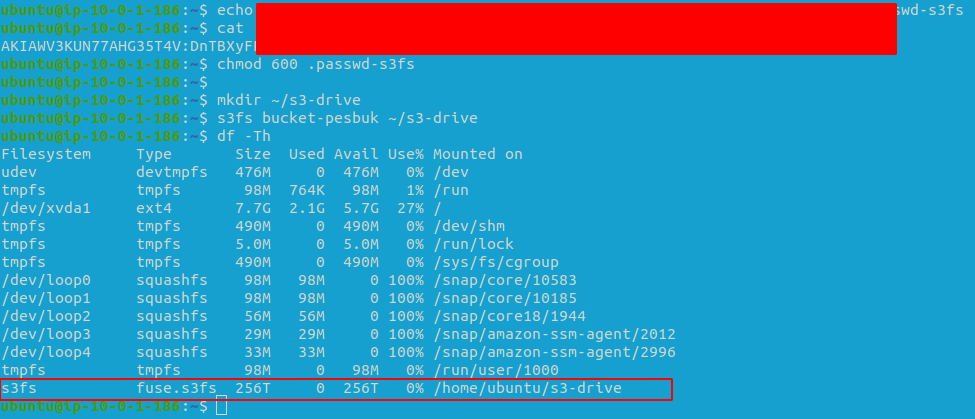 ubuntu@ip-10-0-1-186:~$ echo swd-s3fs
ubuntu@ip-10-0-1-186:~$ cat
AKIAWV3KUN77AHG35T4V:DnTBXyF
ubuntu@ip-10-0-1-186:~$ chmod 600 .passwd-s3fs
ubuntu@ip-10-0-1-186:~$
ubuntu@ip-10-0-1-186:~$ mkdir ~/s3-drive
ubuntu@ip-10-0-1-186:~$ s3fs bucket-pesbuk ~/s3-drive
ubuntu@ip-10-0-1-186:~$ df -Th
Filesystem     Type       Size  Used Avail Use% Mounted on
udev           devtmpfs   476M     0  476M   0% /dev
tmpfs          tmpfs       98M  764K   98M   1% /run
/dev/xvda1     ext4       7.7G  2.1G  5.7G  27% /
tmpfs          tmpfs      490M     0  490M   0% /dev/shm
tmpfs          tmpfs      5.0M     0  5.0M   0% /run/lock
tmpfs          tmpfs      490M     0  490M   0% /sys/fs/cgroup
/dev/loop0     squashfs    98M   98M     0 100% /snap/core/10583
/dev/loop1     squashfs    98M   98M     0 100% /snap/core/10185
/dev/loop2     squashfs    56M   56M     0 100% /snap/core18/1944
/dev/loop3     squashfs    29M   29M     0 100% /snap/amazon-ssm-agent/2012
/dev/loop4     squashfs    33M   33M     0 100% /snap/amazon-ssm-agent/2996
tmpfs          tmpfs       98M     0   98M   0% /run/user/1000
s3fs           fuse.s3fs  256T     0  256T   0% /home/ubuntu/s3-drive
ubuntu@ip-10-0-1-186:~$